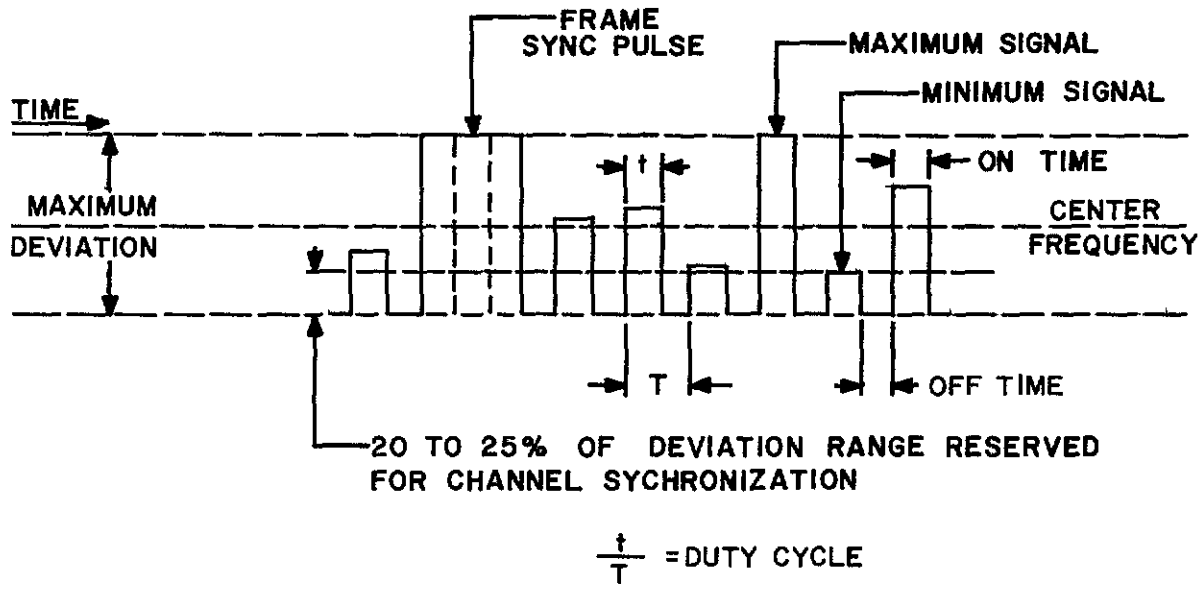 FRAME
SYNC PULSE
MAXIMUM SIGNAL
MINIMUM SIGNAL
TIME
t
ON TIME
MAXIMUM
DEVIATION
CENTER
FREQUENCY
T
OFF TIME
20 TO 25% OF DEVIATION RANGE RESERVED
FOR CHANNEL SYCHRONIZATION
t
T
= DUTY CYCLE